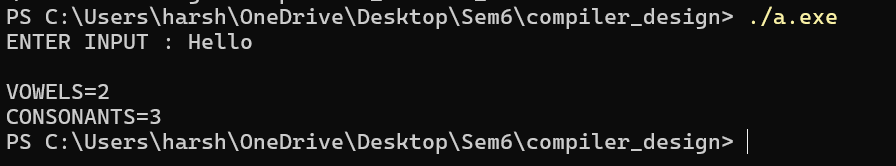 PS C:\Users\harsh\OneDrive\Desktop\Sem6\compiler_design> ./a.exe
ENTER INPUT : Hello

VOWELS=2
CONSONANTS=3
PS C:\Users\harsh\OneDrive\Desktop\Sem6\compiler_design>